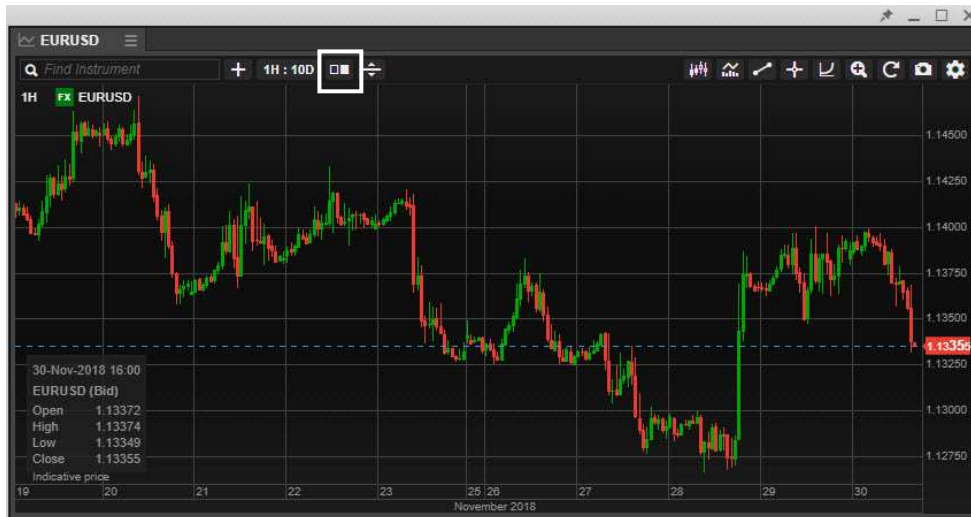 EURUSD
Find Instrument
1H : 10D
1H FX EURUSD
1.14500
1.14250
1.14000
1.13750
1.13500
1.13355
1.13250
1.13000
1.12750
30-Nov-2018 16:00
EURUSD (Bid)
Open 1.13372
High 1.13374
Low 1.13349
Close 1.13355
Indicative price
19 20 21 22 23 25 26 27 28 29 30
November 2018